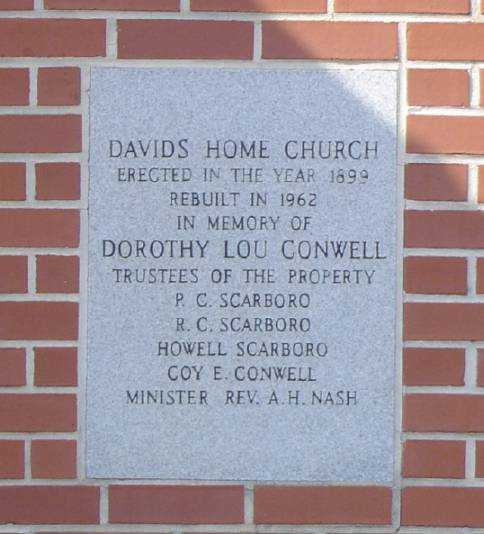 DAVIDS HOME CHURCH
ERECTED IN THE YEAR 1899
REBUILT IN 1962
IN MEMORY OF
DOROTHY LOU CONWELL
TRUSTEES OF THE PROPERTY
P. C. SCARBORO
R. C. SCARBORO
HOWELL SCARBORO
COY E. CONWELL
MINISTER REV. A. H. NASH